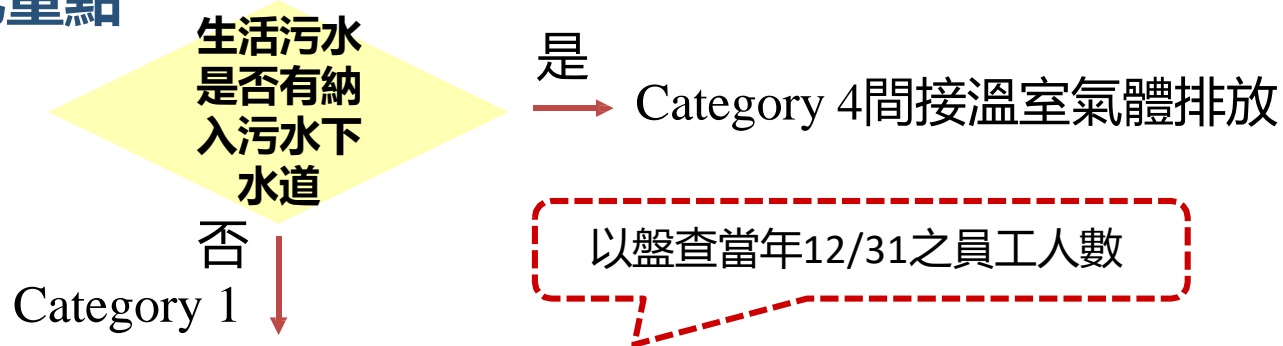 重點
生活污水
是否有納
入污水下
水道
是
Category 4間接溫室氣體排放
否
Category 1
以盤查當年12/31之員工人數